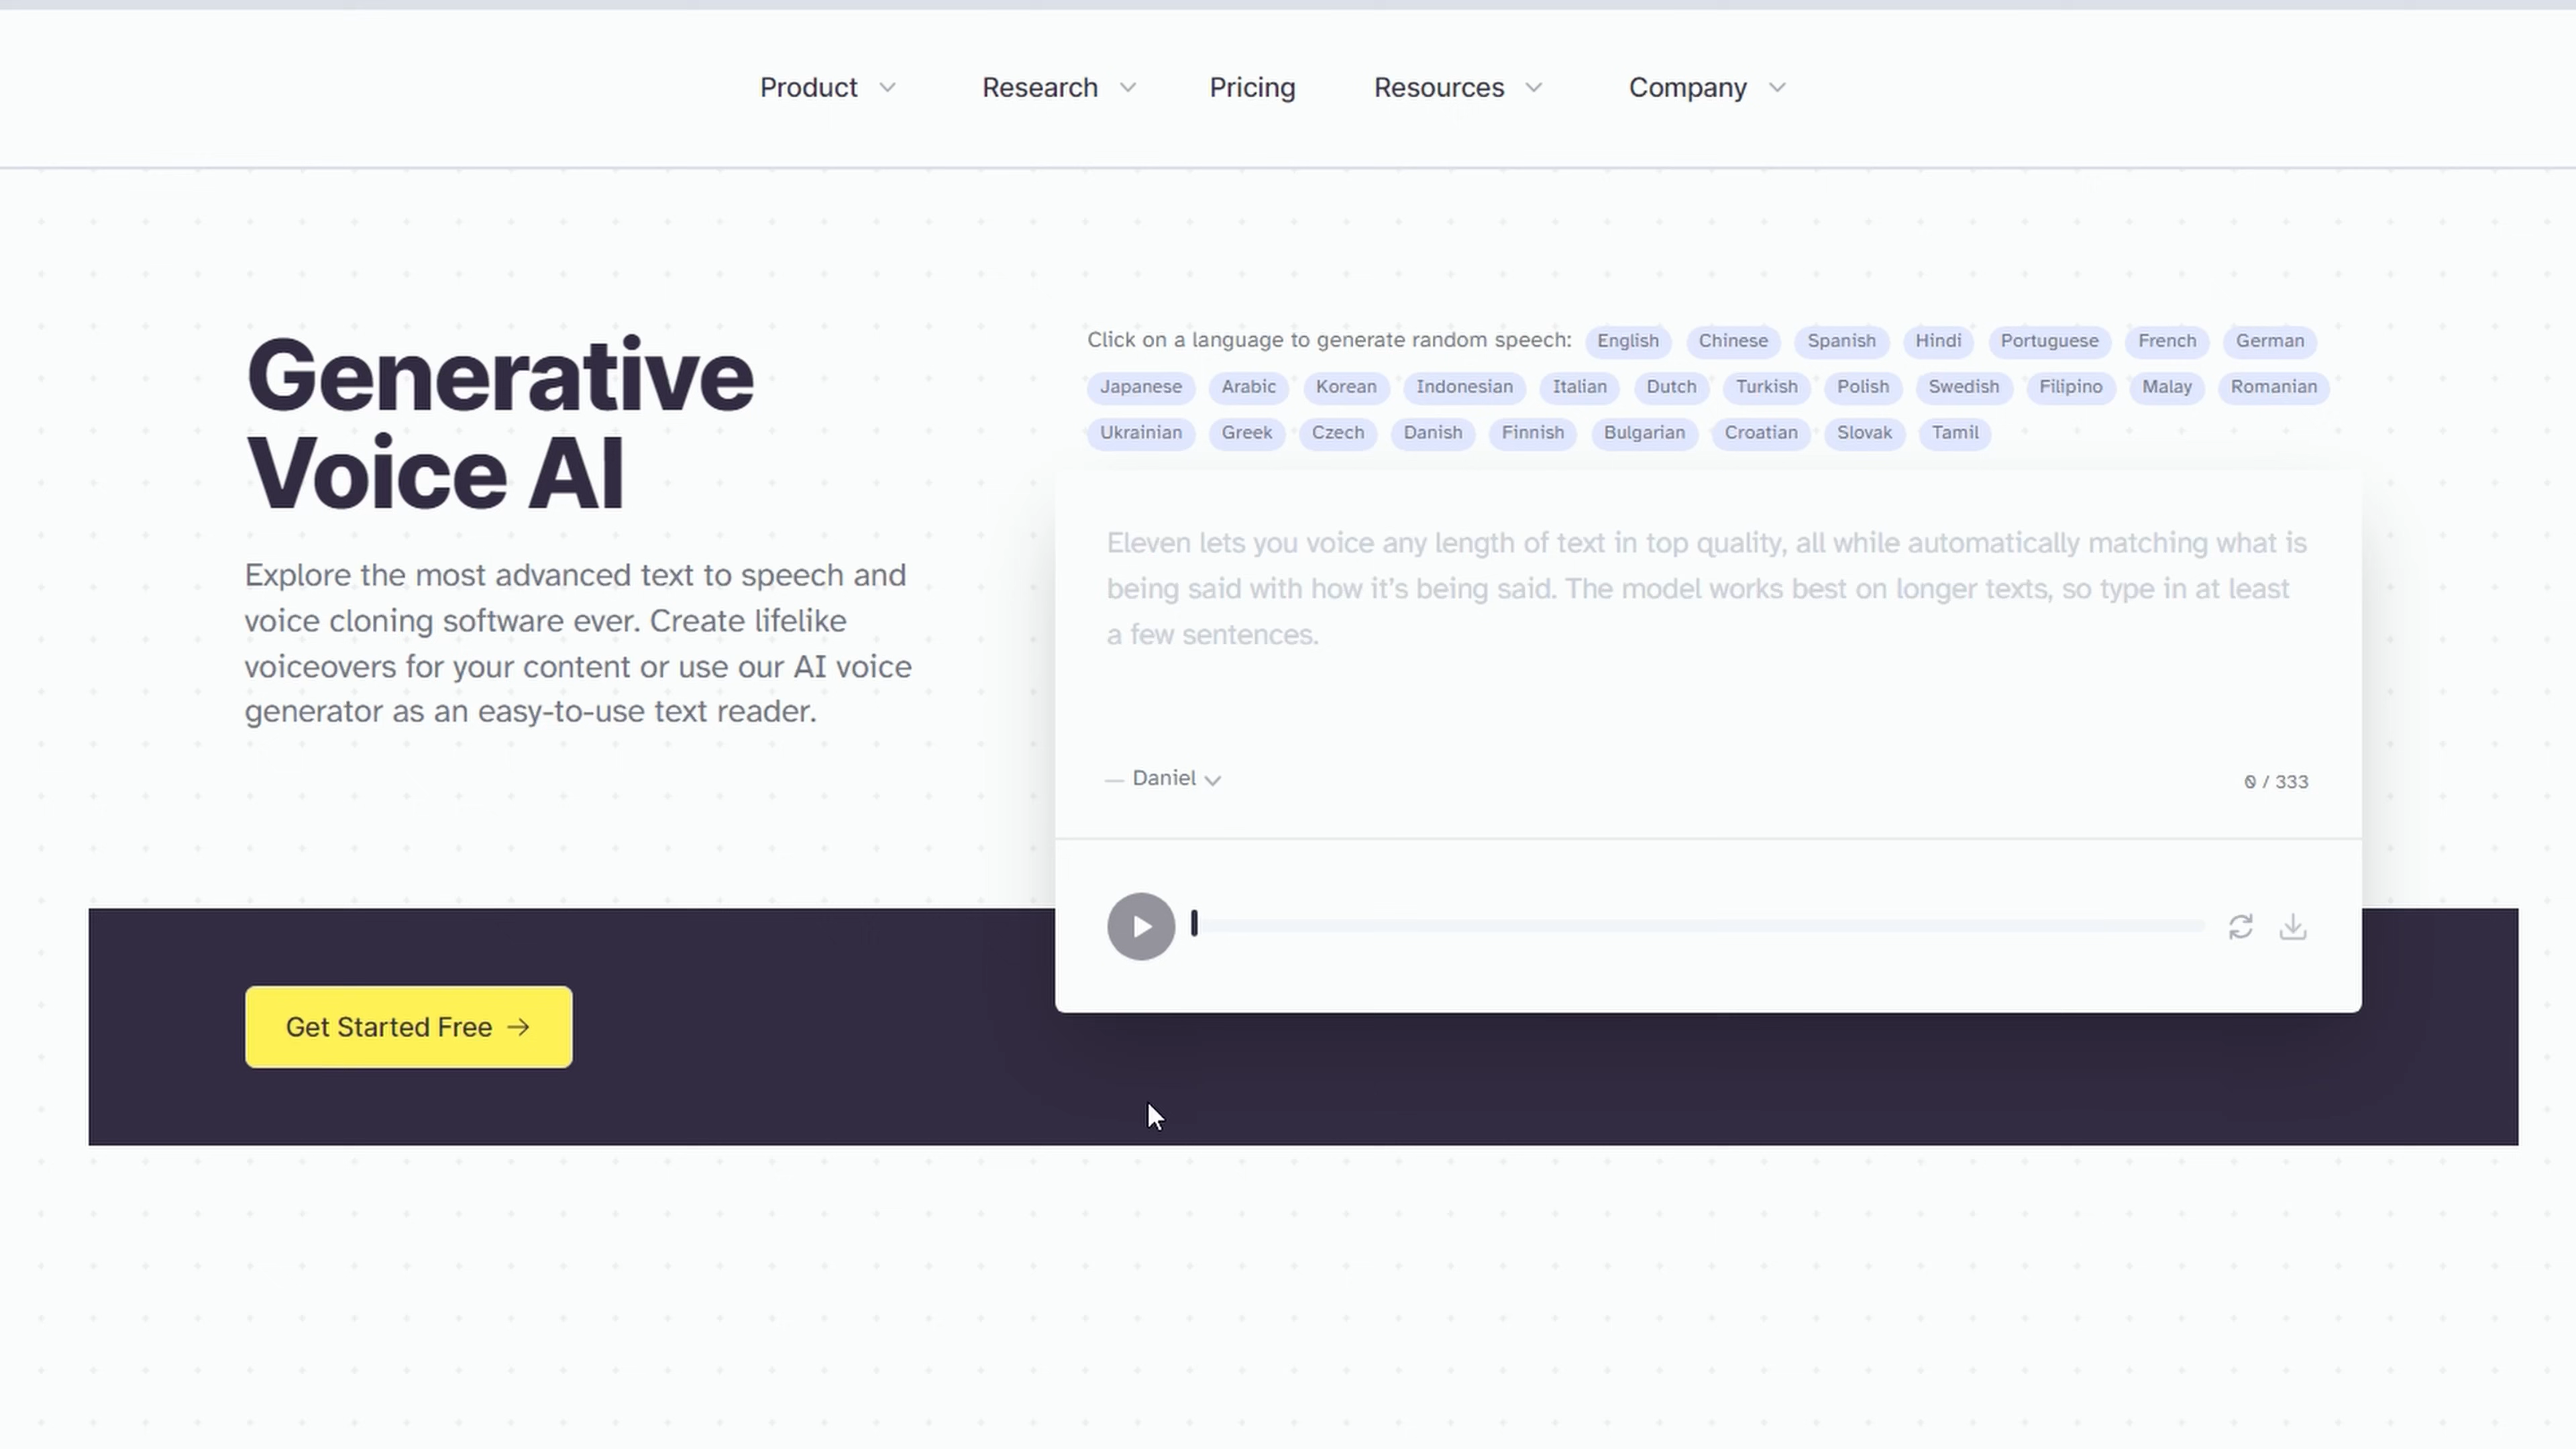 Product Research Pricing Resources Company
Generative
Voice AI
Explore the most advanced text to speech and
voice cloning software ever. Create lifelike
voiceovers for your content or use our AI voice
generator as an easy-to-use text reader.
Get Started Free →
Click on a language to generate random speech: English Chinese Spanish Hindi Portuguese French German
Japanese Arabic Korean Indonesian Italian Dutch Turkish Polish Swedish Filipino Malay Romanian
Ukrainian Greek Czech Danish Finnish Bulgarian Croatian Slovak Tamil
Eleven lets you voice any length of text in top quality, all while automatically matching what is
being said with how it’s being said. The model works best on longer texts, so type in at least
a few sentences.
— Daniel 0 / 333